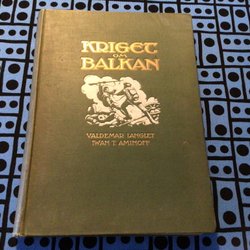 KRIGET
OM
BALKAN
VALDEMAR LANGLET
IWAN T. AMINOFF